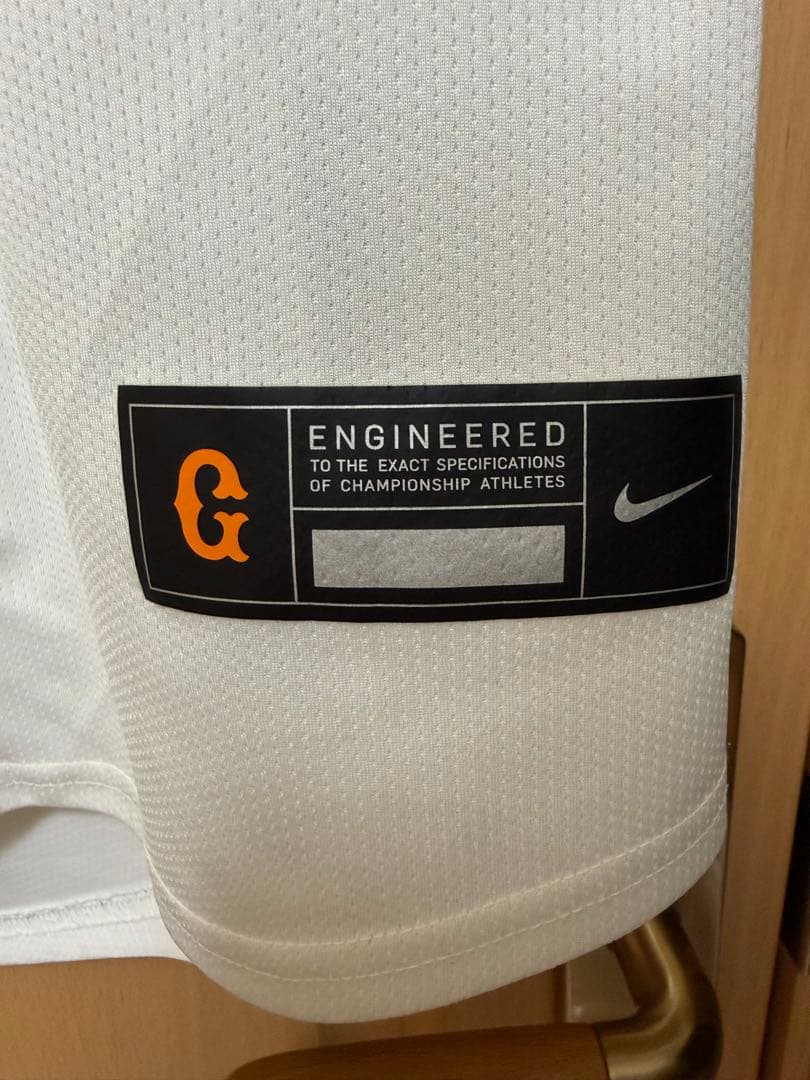 G
ENGINEERED
TO THE EXACT SPECIFICATIONS
OF CHAMPIONSHIP ATHLETES